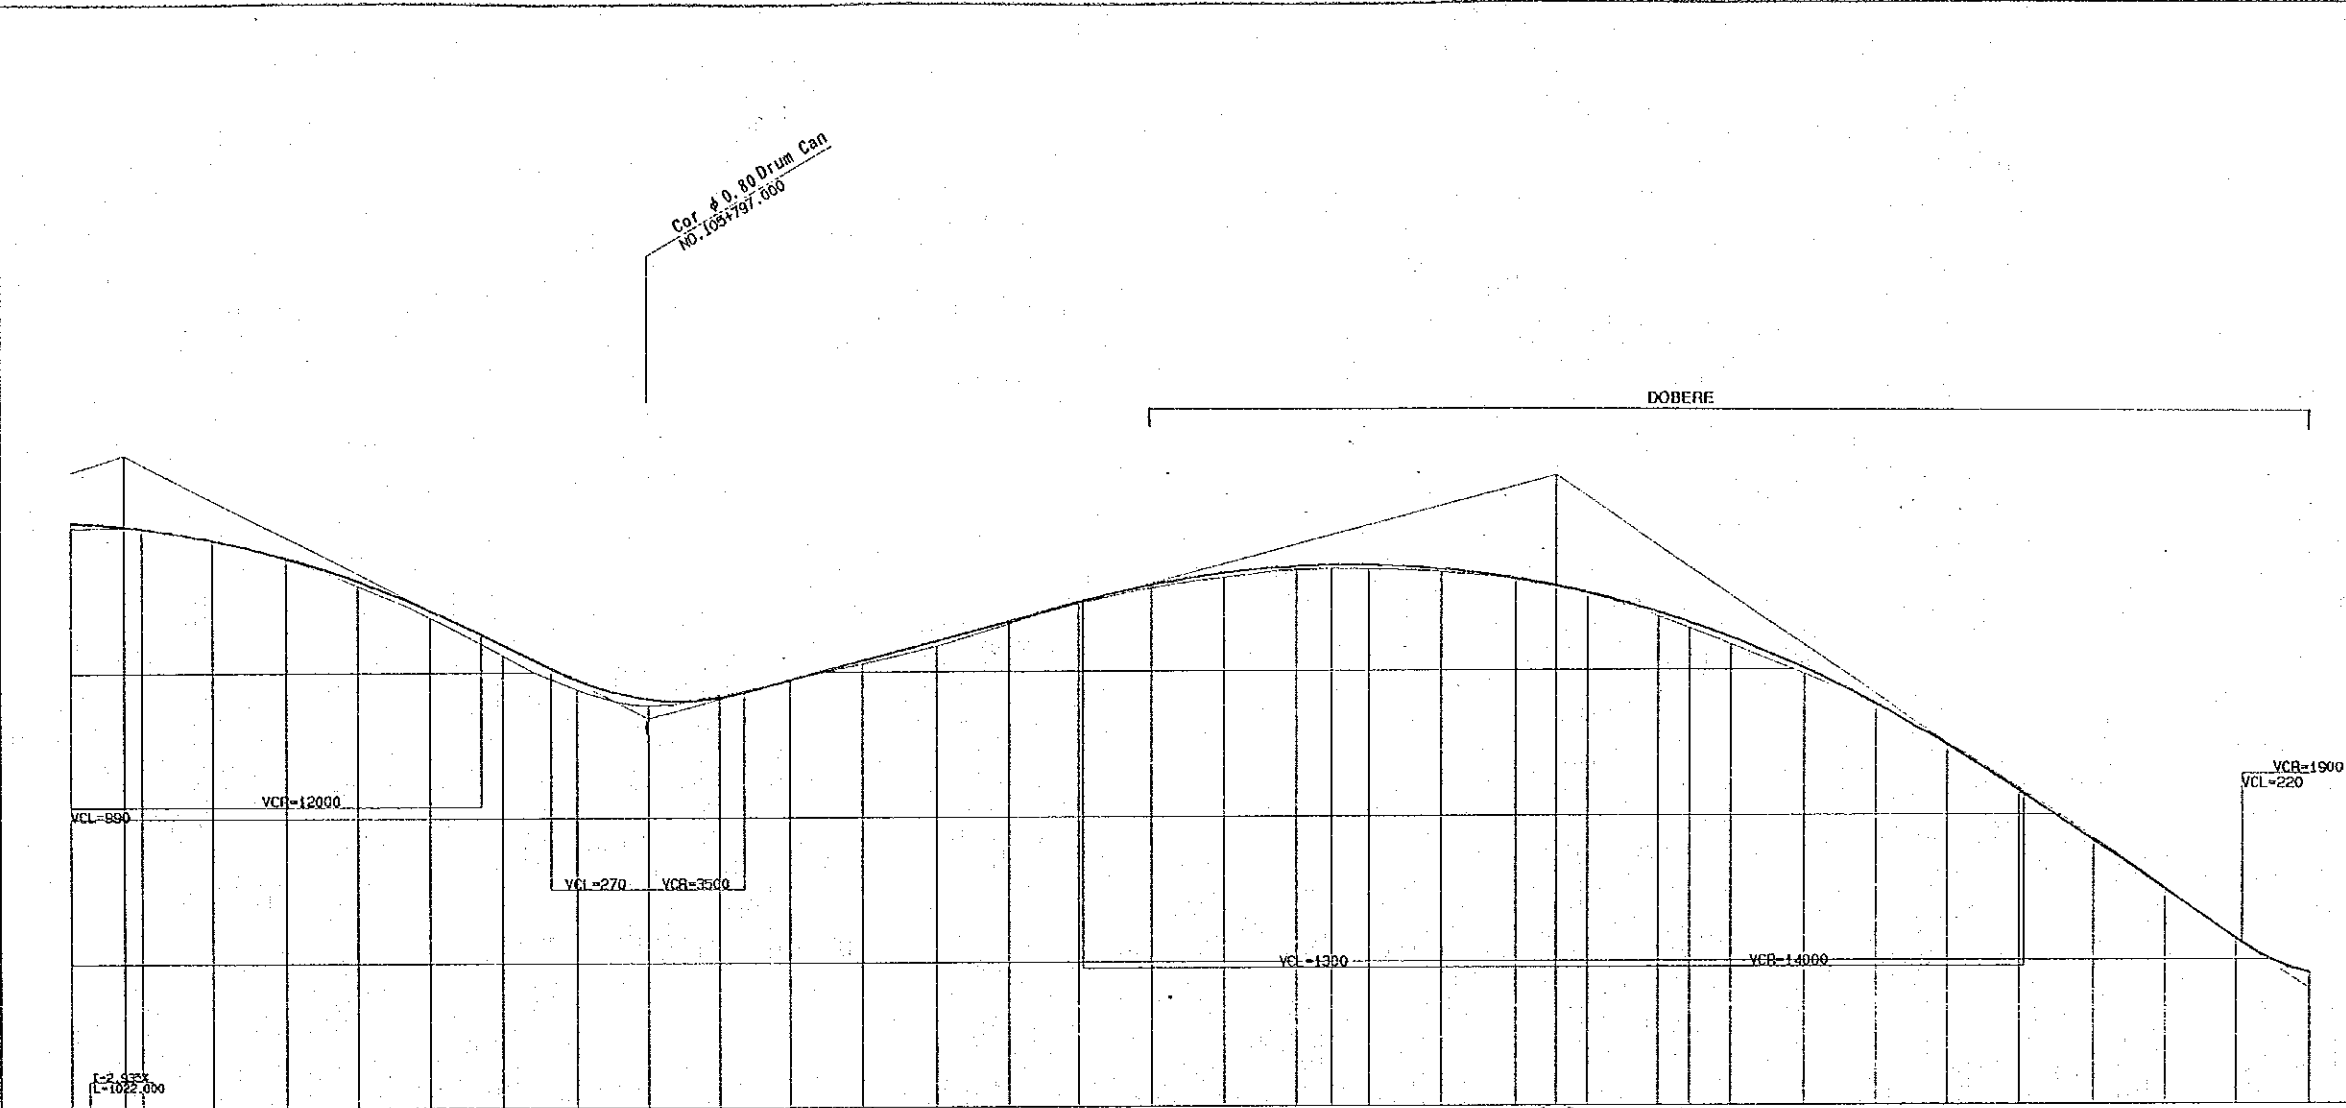 Cor φ0.80 Drum Can
NO.105+797.000
DOBERE
VCR=1900
VCL=220
VCR=12000
VCL=890
VCL=270
VCR=3500
VCL=1300
VCR=14000
L=1022.000